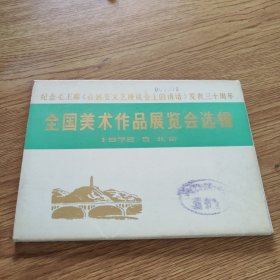 纪念毛主席《在延安文艺座谈会上的讲话》发表三十周年
全国美术作品展览会选辑
1972·5 北京